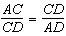 AC/CD = CD/AD